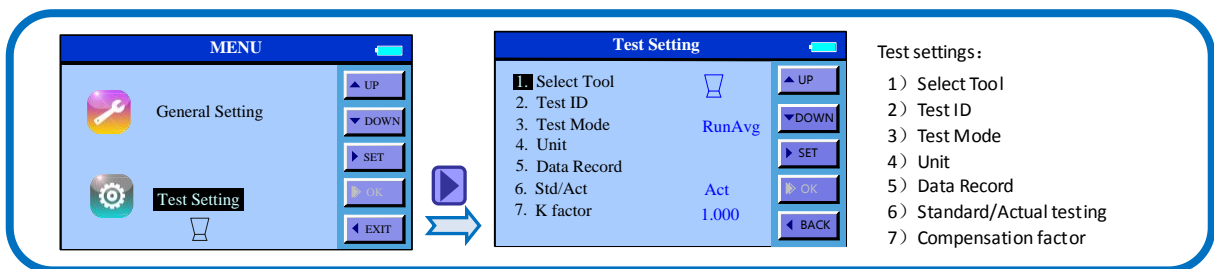 MENU
General Setting
Test Setting
UP
DOWN
SET
OK
EXIT
Test Setting
1. Select Tool
2. Test ID
3. Test Mode RunAvg
4. Unit
5. Data Record
6. Std/Act Act
7. K factor 1.000
UP
DOWN
SET
OK
BACK
Test settings：
1）Select Tool
2）Test ID
3）Test Mode
4）Unit
5）Data Record
6）Standard/Actual testing
7）Compensation factor